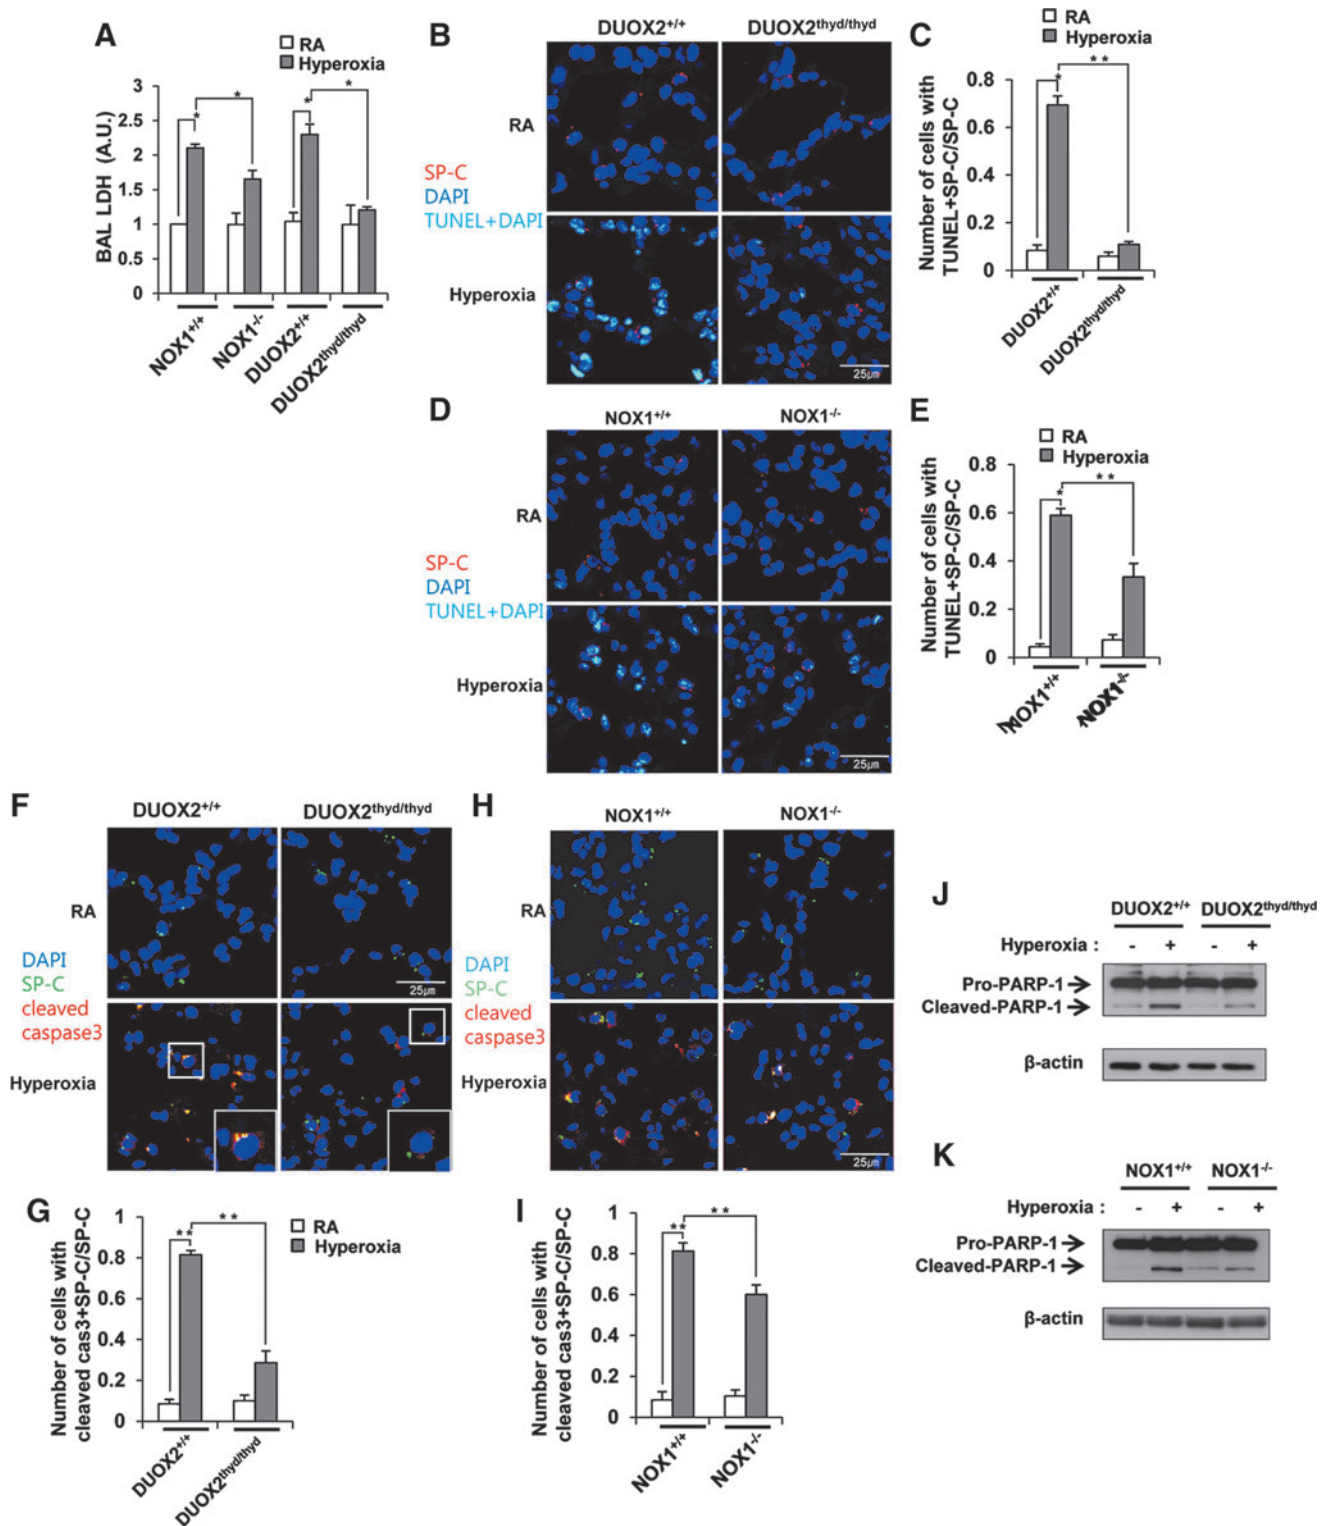 A
RA
Hyperoxia
BAL LDH (A.U.)
3
2.5
2
1.5
1
0.5
0
*
*
*
*
NOX1+/+
NOX1-/-
DUOX2+/+
DUOX2thyd/thyd
B
DUOX2+/+
DUOX2thyd/thyd
RA
SP-C
DAPI
TUNEL+DAPI
Hyperoxia
25μm
C
RA
Hyperoxia
Number of cells with
TUNEL+SP-C/SP-C
0.8
0.6
0.4
0.2
0
*
**
DUOX2+/+
DUOX2thyd/thyd
D
NOX1+/+
NOX1-/-
RA
SP-C
DAPI
TUNEL+DAPI
Hyperoxia
25μm
E
RA
Hyperoxia
Number of cells with
TUNEL+SP-C/SP-C
0.8
0.6
0.4
0.2
0
*
**
NOX1+/+
NOX1-/-
F
DUOX2+/+
DUOX2thyd/thyd
RA
DAPI
SP-C
cleaved
caspase3
25μm
Hyperoxia
G
RA
Hyperoxia
Number of cells with
cleaved cas3+SP-C/SP-C
1
0.8
0.6
0.4
0.2
0
**
**
DUOX2+/+
DUOX2thyd/thyd
H
NOX1+/+
NOX1-/-
RA
DAPI
SP-C
cleaved
caspase3
Hyperoxia
25μm
I
Number of cells with
cleaved cas3+SP-C/SP-C
1
0.8
0.6
0.4
0.2
0
**
**
NOX1+/+
NOX1-/-
J
DUOX2+/+ DUOX2thyd/thyd
Hyperoxia : - + - +
Pro-PARP-1
Cleaved-PARP-1
β-actin
K
NOX1+/+ NOX1-/-
Hyperoxia : - + - +
Pro-PARP-1
Cleaved-PARP-1
β-actin